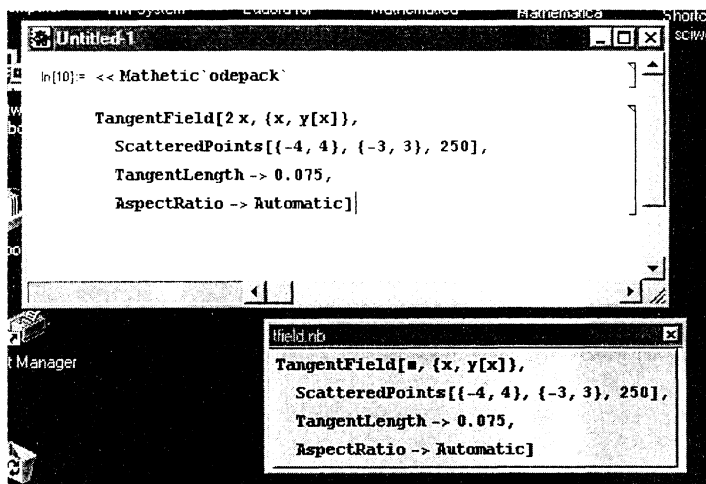 Mathematica
Untitled-1
In[10]:= << Mathetic`odepack`
TangentField[2 x, {x, y[x]},
ScatteredPoints[{-4, 4}, {-3, 3}, 250],
TangentLength -> 0.075,
AspectRatio -> Automatic]
tfield.nb
t Manager
TangentField[■, {x, y[x]},
ScatteredPoints[{-4, 4}, {-3, 3}, 250],
TangentLength -> 0.075,
AspectRatio -> Automatic]